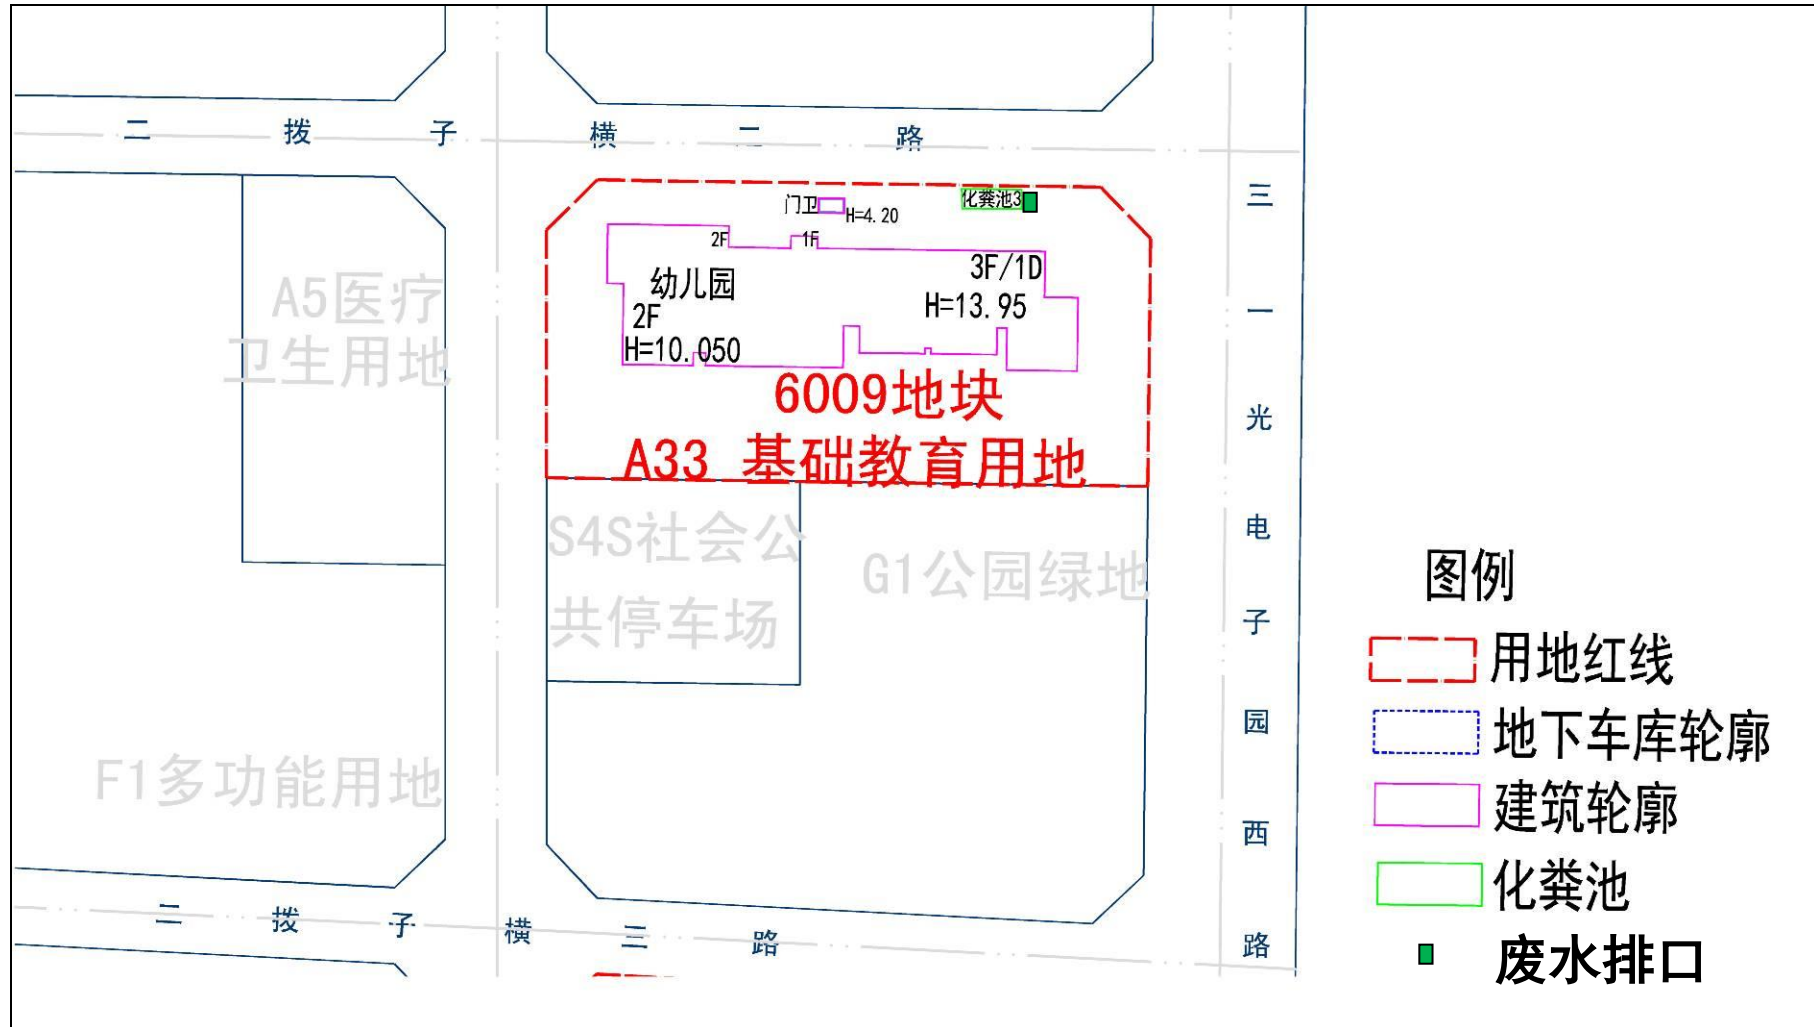 二拨子横二路
门卫
H=4.20
化粪池3
2F
1F
幼儿园
3F/1D
2F
H=13.95
H=10.050
6009地块
A33 基础教育用地
A5医疗
卫生用地
S4S社会公
共停车场
G1公园绿地
F1多功能用地
三一光电子园西路
二拨子横三路
图例
用地红线
地下车库轮廓
建筑轮廓
化粪池
废水排口